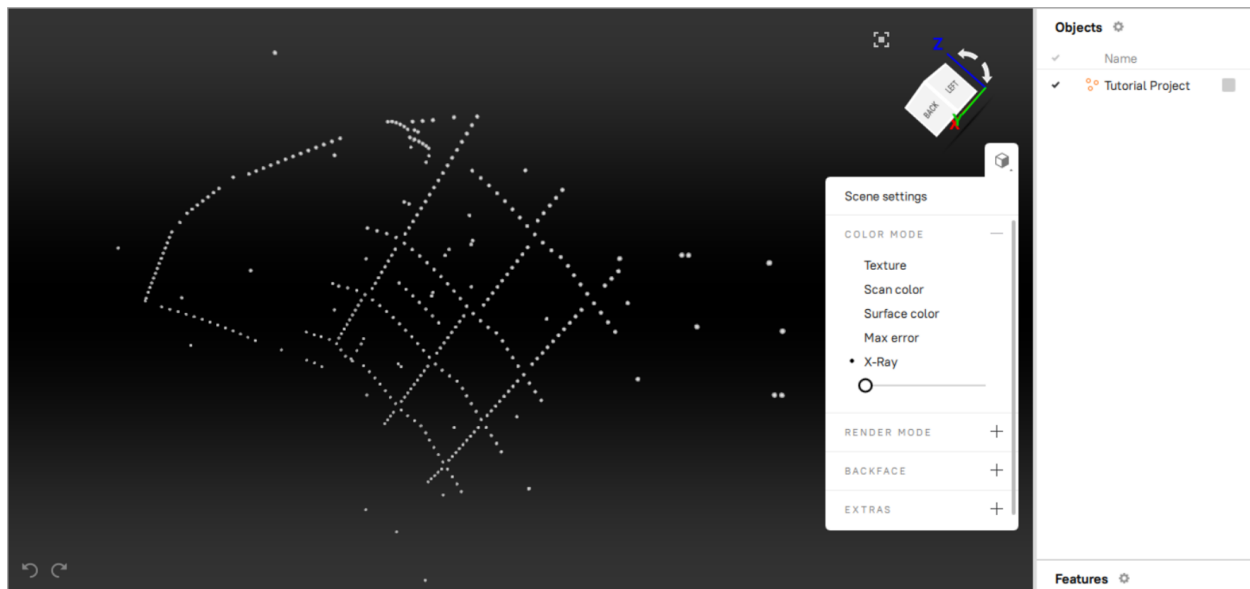 Objects
Name
Tutorial Project
Z
LEFT
BACK
Y
X
Scene settings
COLOR MODE
Texture
Scan color
Surface color
Max error
X-Ray
RENDER MODE
BACKFACE
EXTRAS
Features